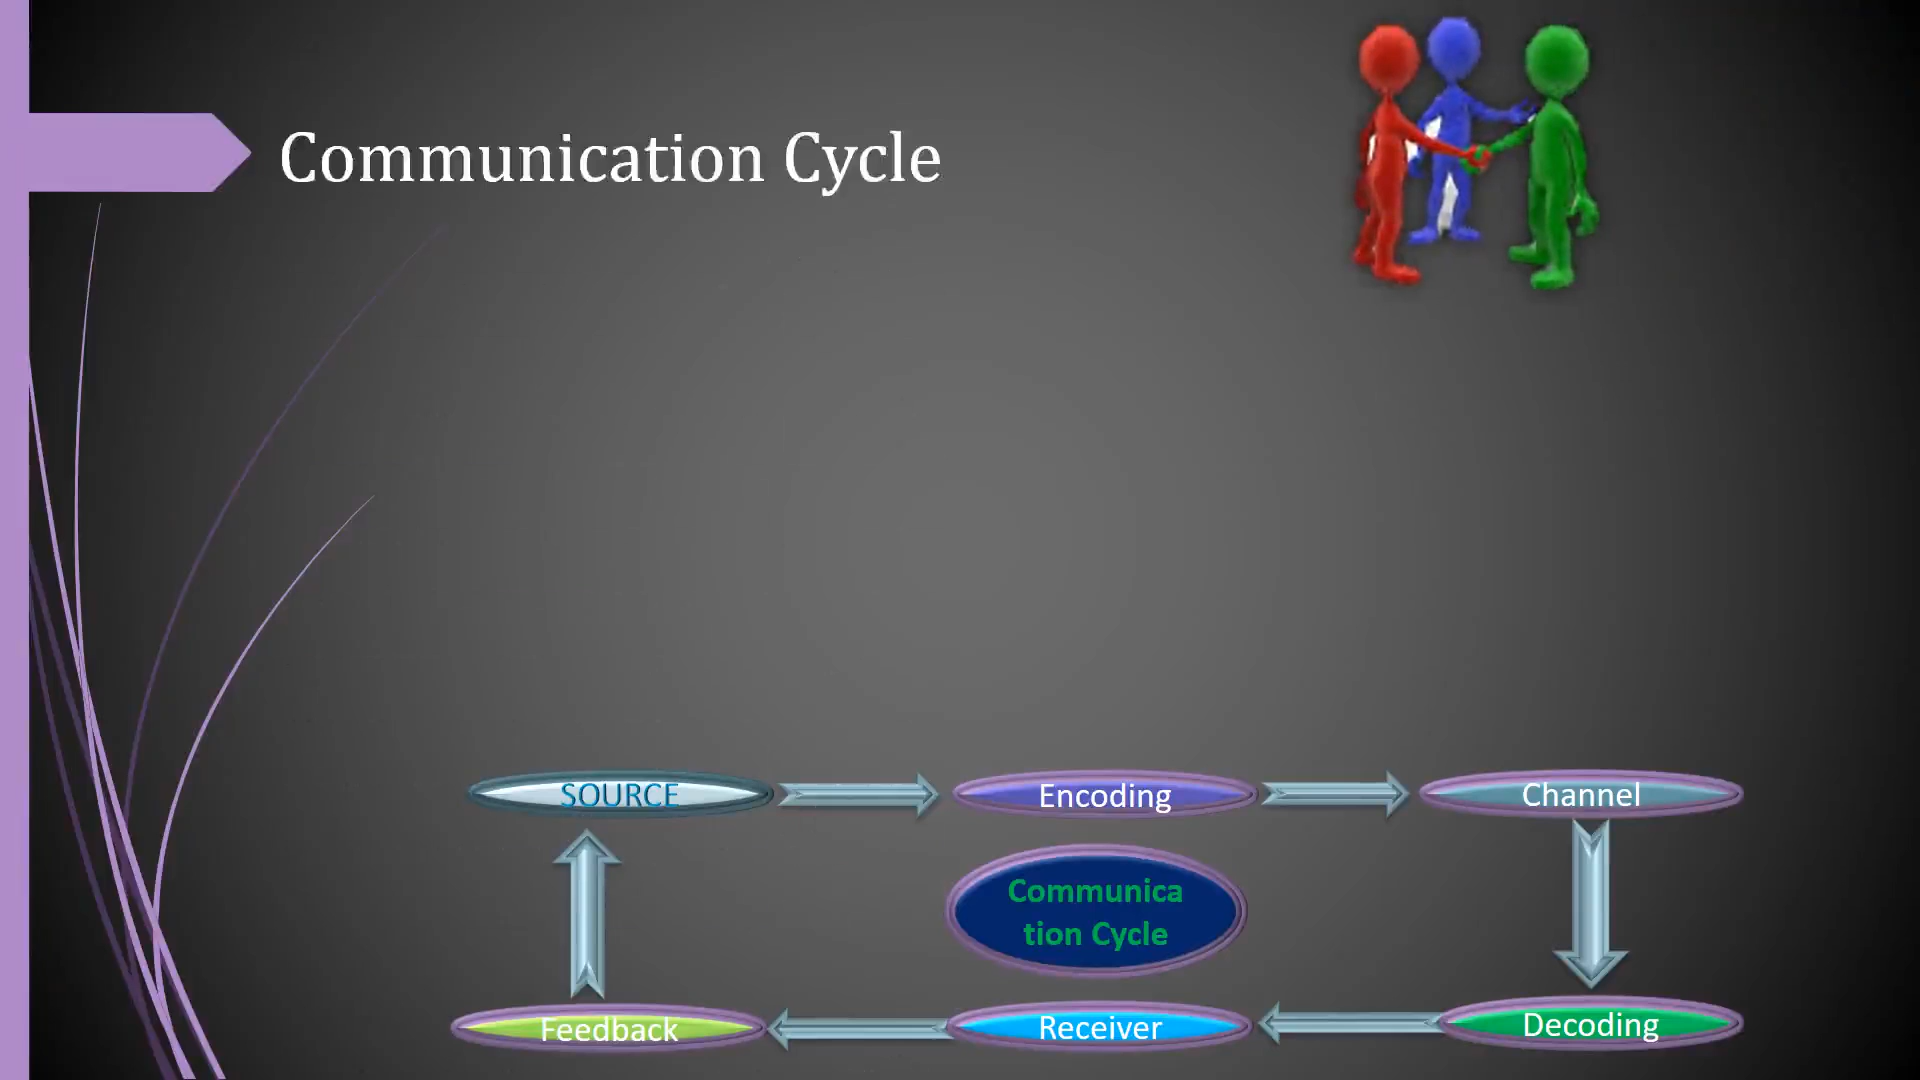 Communication Cycle
SOURCE
Encoding
Channel
Communica
tion Cycle
Feedback
Receiver
Decoding